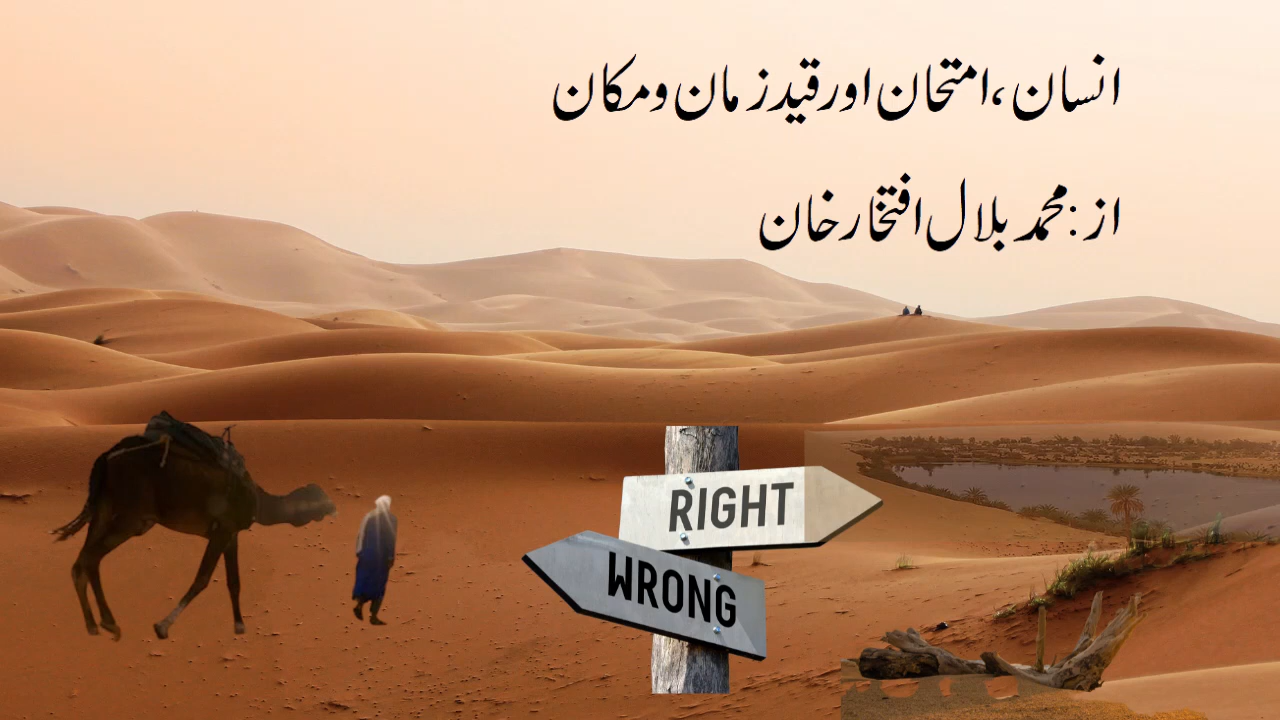 انسان ،امتحان اور قید زمان و مکان
از :محمد بلال افتخار خان
RIGHT
WRONG